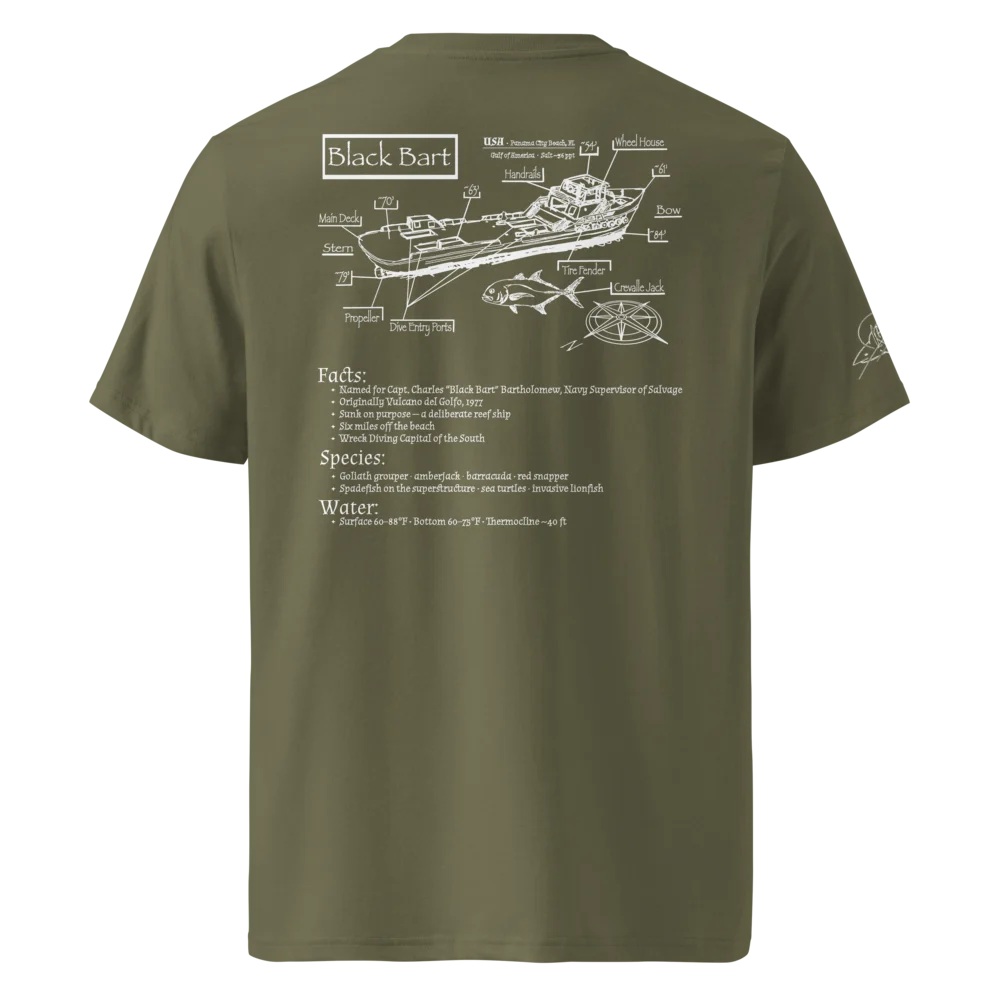 Black Bart
USA - Panama City Beach, FL
Gulf of America · Salt ~35 ppt
~54'
Wheel House
Handrails
~61'
~65'
~70'
Main Deck
Bow
Stern
~84'
~79'
Tire Fender
Crevalle Jack
Propeller
Dive Entry Ports
N
Facts:
Named for Capt. Charles "Black Bart" Bartholomew, Navy Supervisor of Salvage
Originally Vulcano del Golfo, 1977
Sunk on purpose — a deliberate reef ship
Six miles off the beach
Wreck Diving Capital of the South
Species:
Goliath grouper · amberjack · barracuda · red snapper
Spadefish on the superstructure · sea turtles · invasive lionfish
Water:
Surface 60–88°F · Bottom 60–75°F · Thermocline ~40 ft